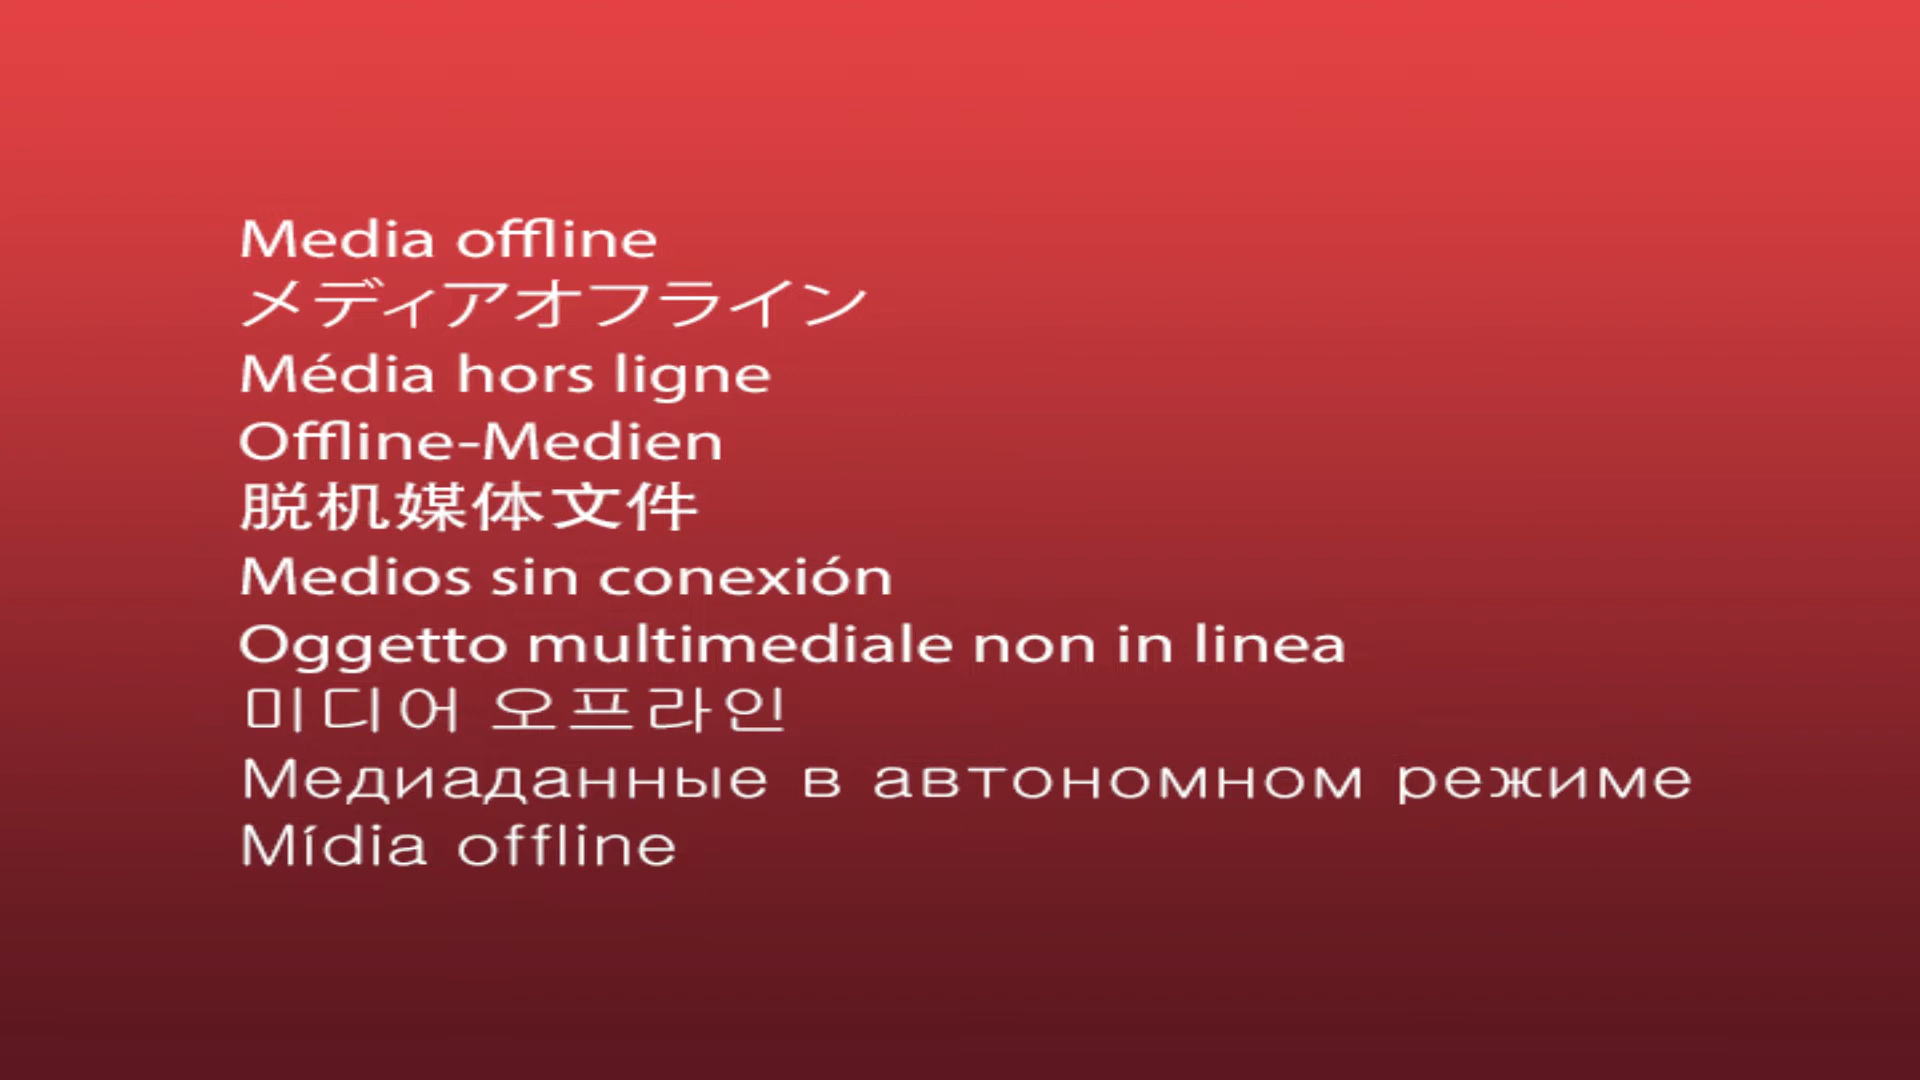 Media offline
メディアオフライン
Média hors ligne
Offline-Medien
脱机媒体文件
Medios sin conexión
Oggetto multimediale non in linea
미디어 오프라인
Медиаданные в автономном режиме
Mídia offline